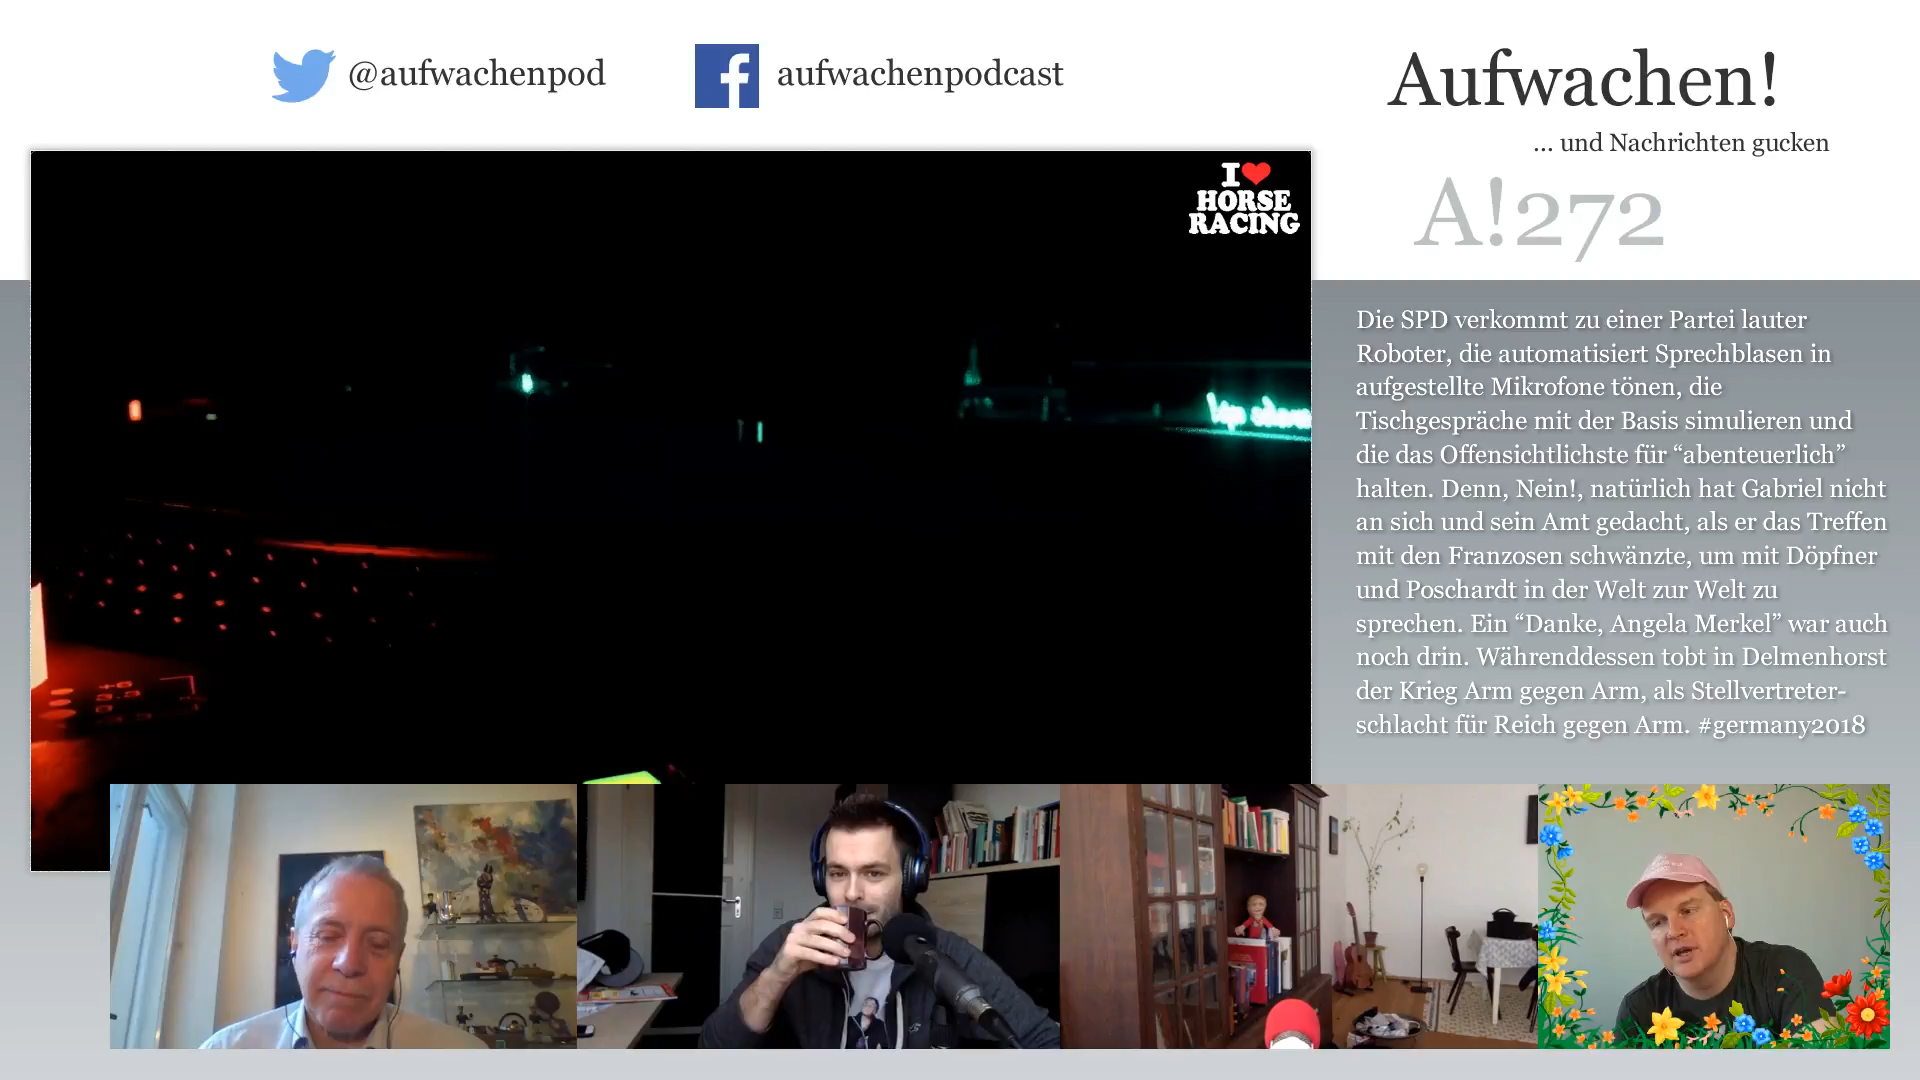 @aufwachenpod
aufwachenpodcast
Aufwachen!
... und Nachrichten gucken
A!272
I
HORSE
RACING
Die SPD verkommt zu einer Partei lauter
Roboter, die automatisiert Sprechblasen in
aufgestellte Mikrofone tönen, die
Tischgespräche mit der Basis simulieren und
die das Offensichtlichste für “abenteuerlich”
halten. Denn, Nein!, natürlich hat Gabriel nicht
an sich und sein Amt gedacht, als er das Treffen
mit den Franzosen schwänzte, um mit Döpfner
und Poschardt in der Welt zur Welt zu
sprechen. Ein “Danke, Angela Merkel” war auch
noch drin. Währenddessen tobt in Delmenhorst
der Krieg Arm gegen Arm, als Stellvertreter-
schlacht für Reich gegen Arm. #germany2018